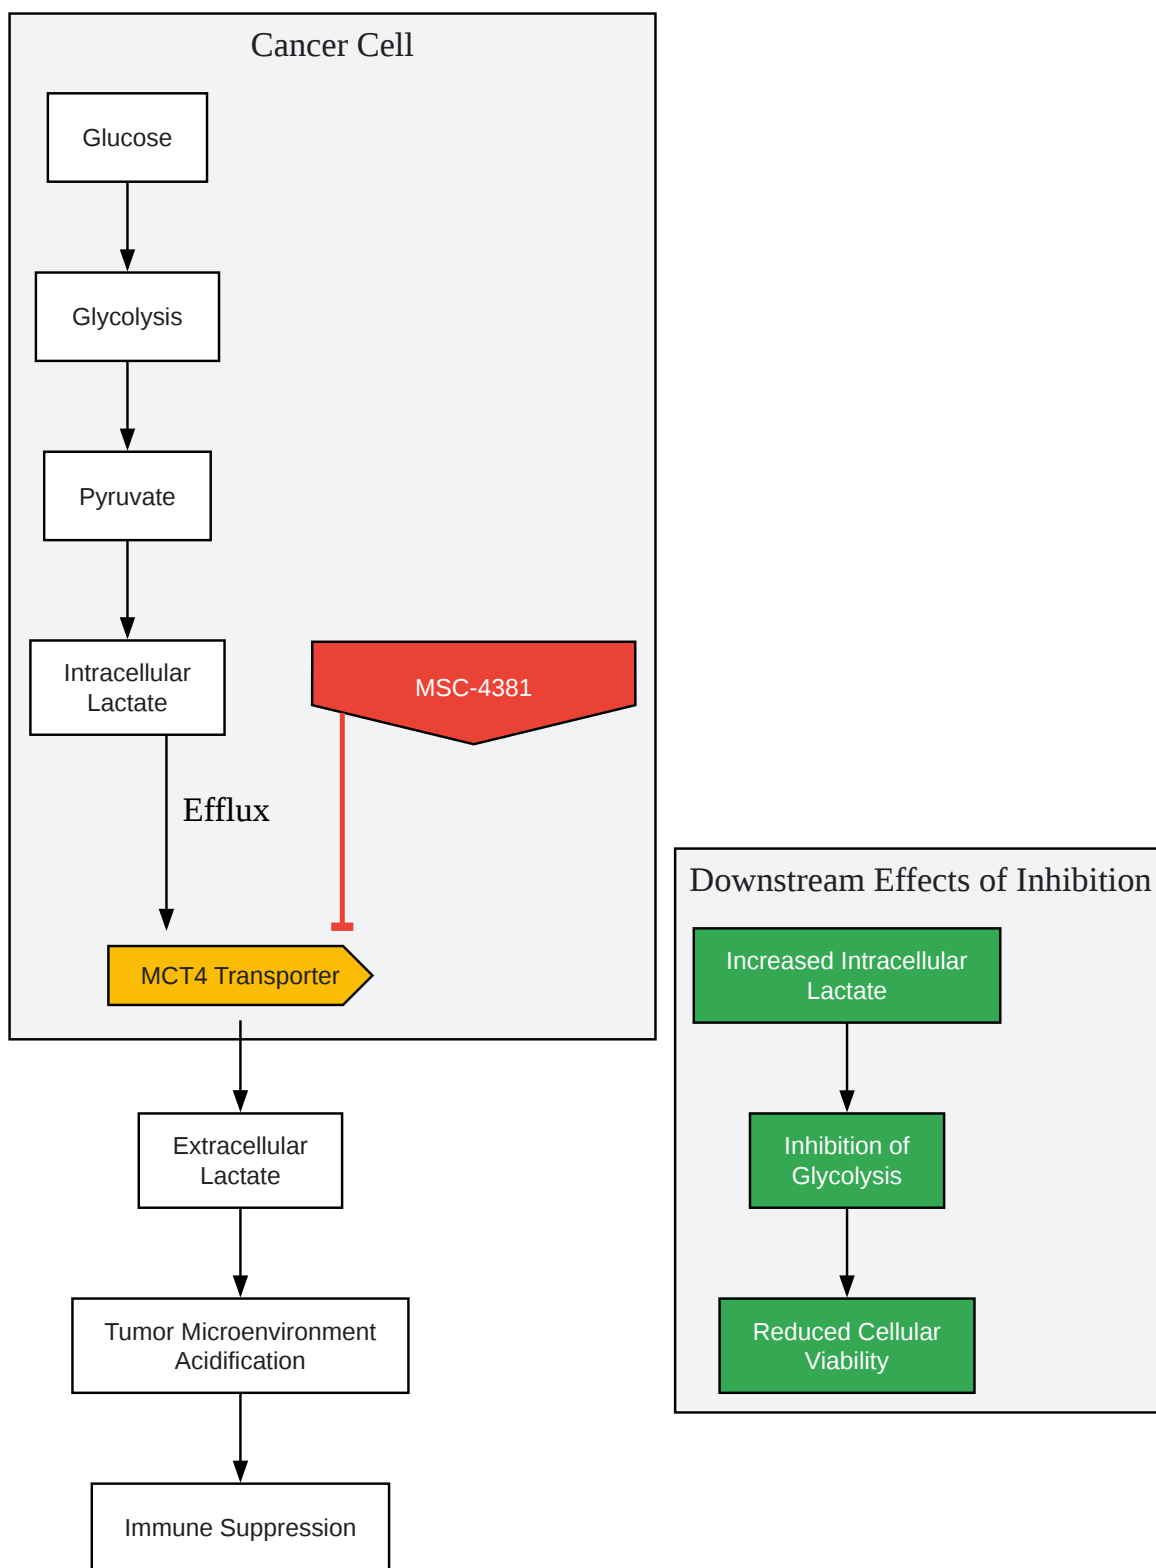 Cancer Cell
Glucose
Glycolysis
Pyruvate
Intracellular
Lactate
MSC-4381
Efflux
MCT4 Transporter
Extracellular
Lactate
Tumor Microenvironment
Acidification
Immune Suppression
Downstream Effects of Inhibition
Increased Intracellular
Lactate
Inhibition of
Glycolysis
Reduced Cellular
Viability